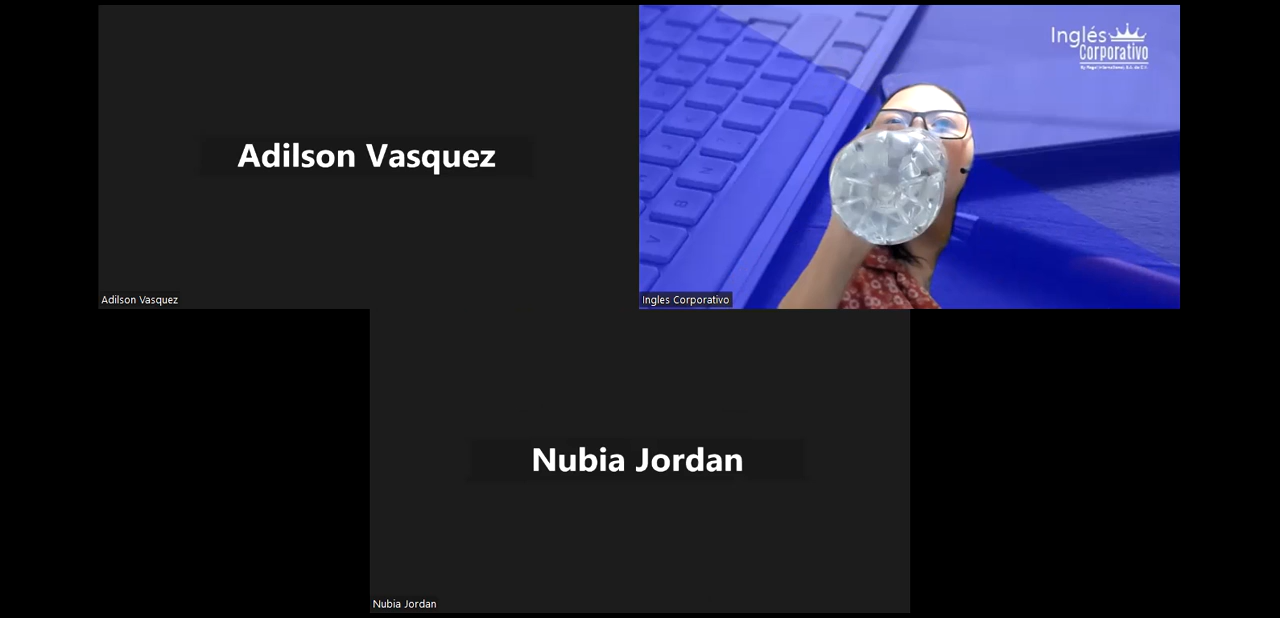 Adilson Vasquez
Adilson Vasquez
Inglés
Corporativo
Ingles Corporativo
Nubia Jordan
Nubia Jordan